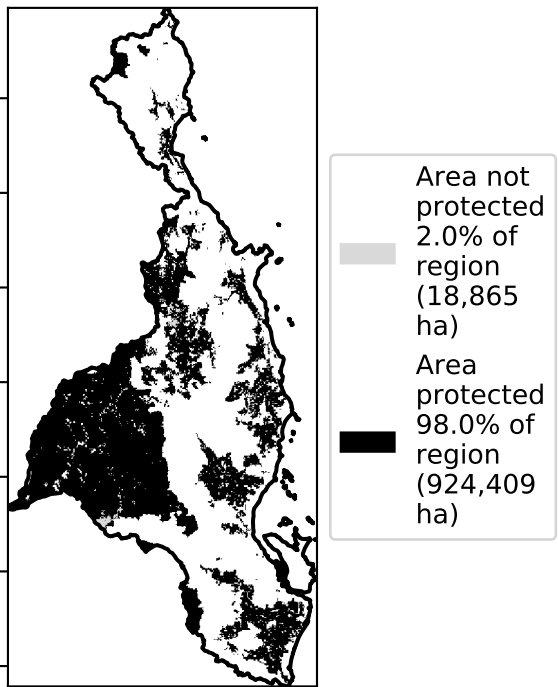 Area not
protected
2.0% of
region
(18,865
ha)
Area
protected
98.0% of
region
(924,409
ha)